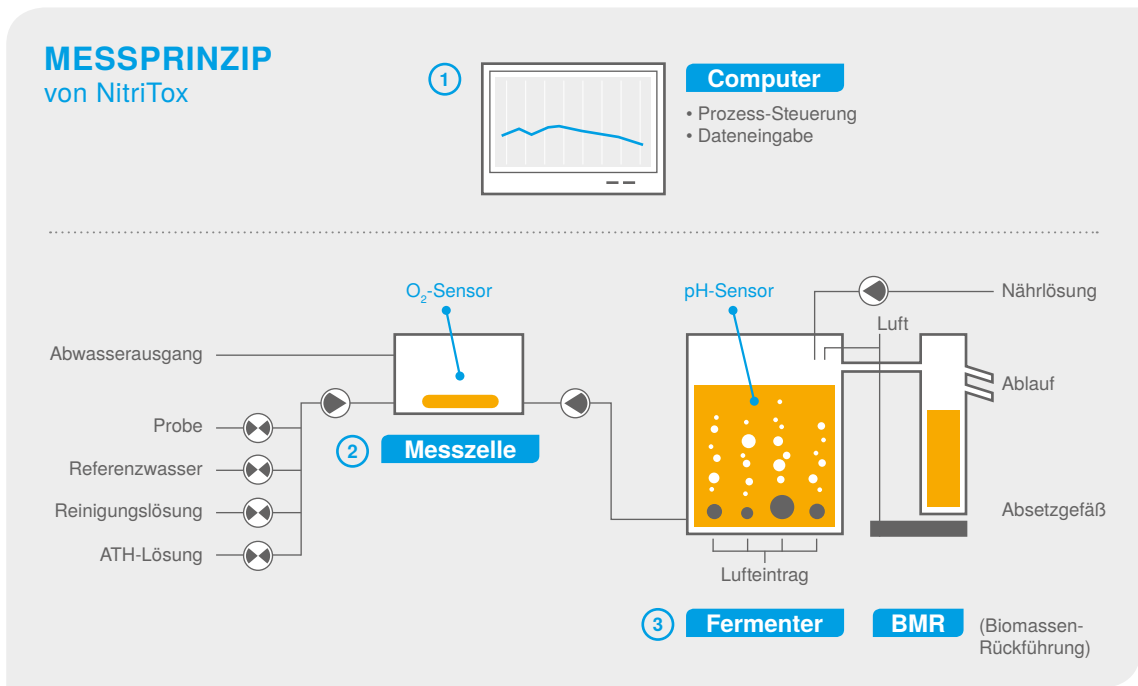 MESSPRINZIP
von NitriTox
1
Computer
• Prozess-Steuerung
• Dateneingabe
O₂-Sensor
pH-Sensor
Nährlösung
Luft
Abwasserausgang
Ablauf
Probe
2
Messzelle
Referenzwasser
Reinigungslösung
Absetzgefäß
ATH-Lösung
Lufteintrag
3
Fermenter
BMR
(Biomassen-
Rückführung)